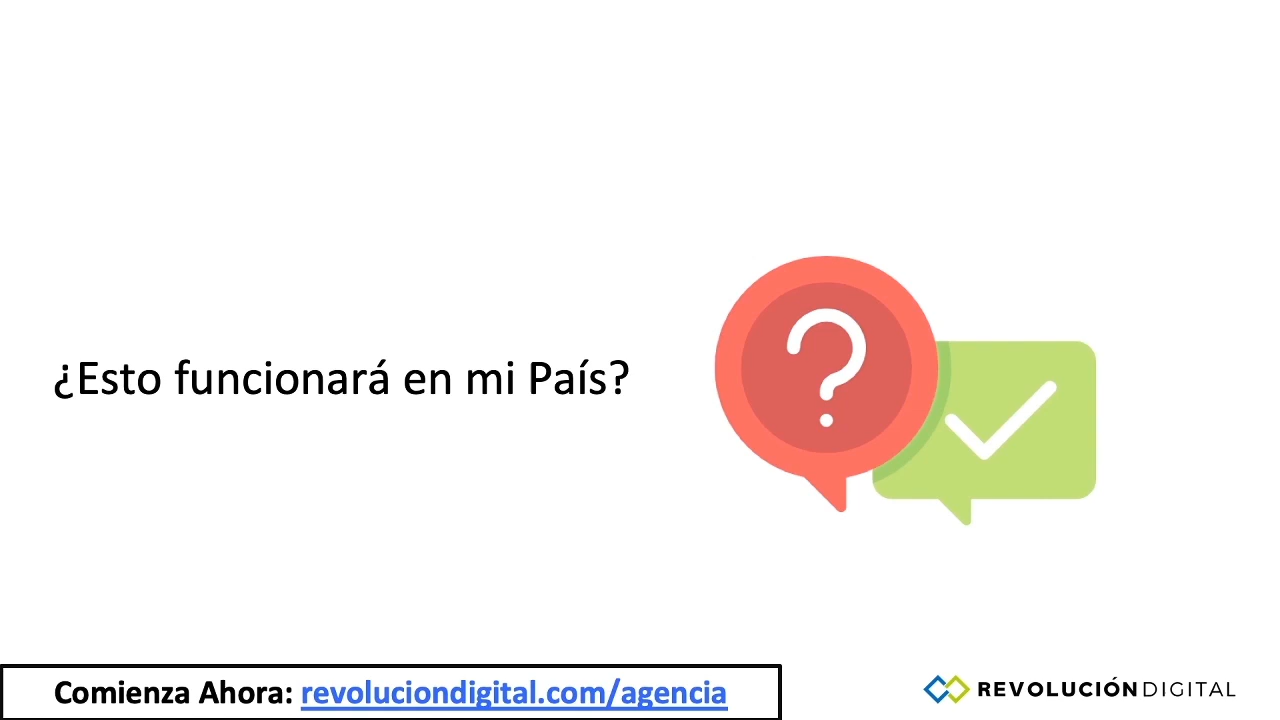 ¿Esto funcionará en mi País?
Comienza Ahora: revoluciondigital.com/agencia
REVOLUCIÓN DIGITAL